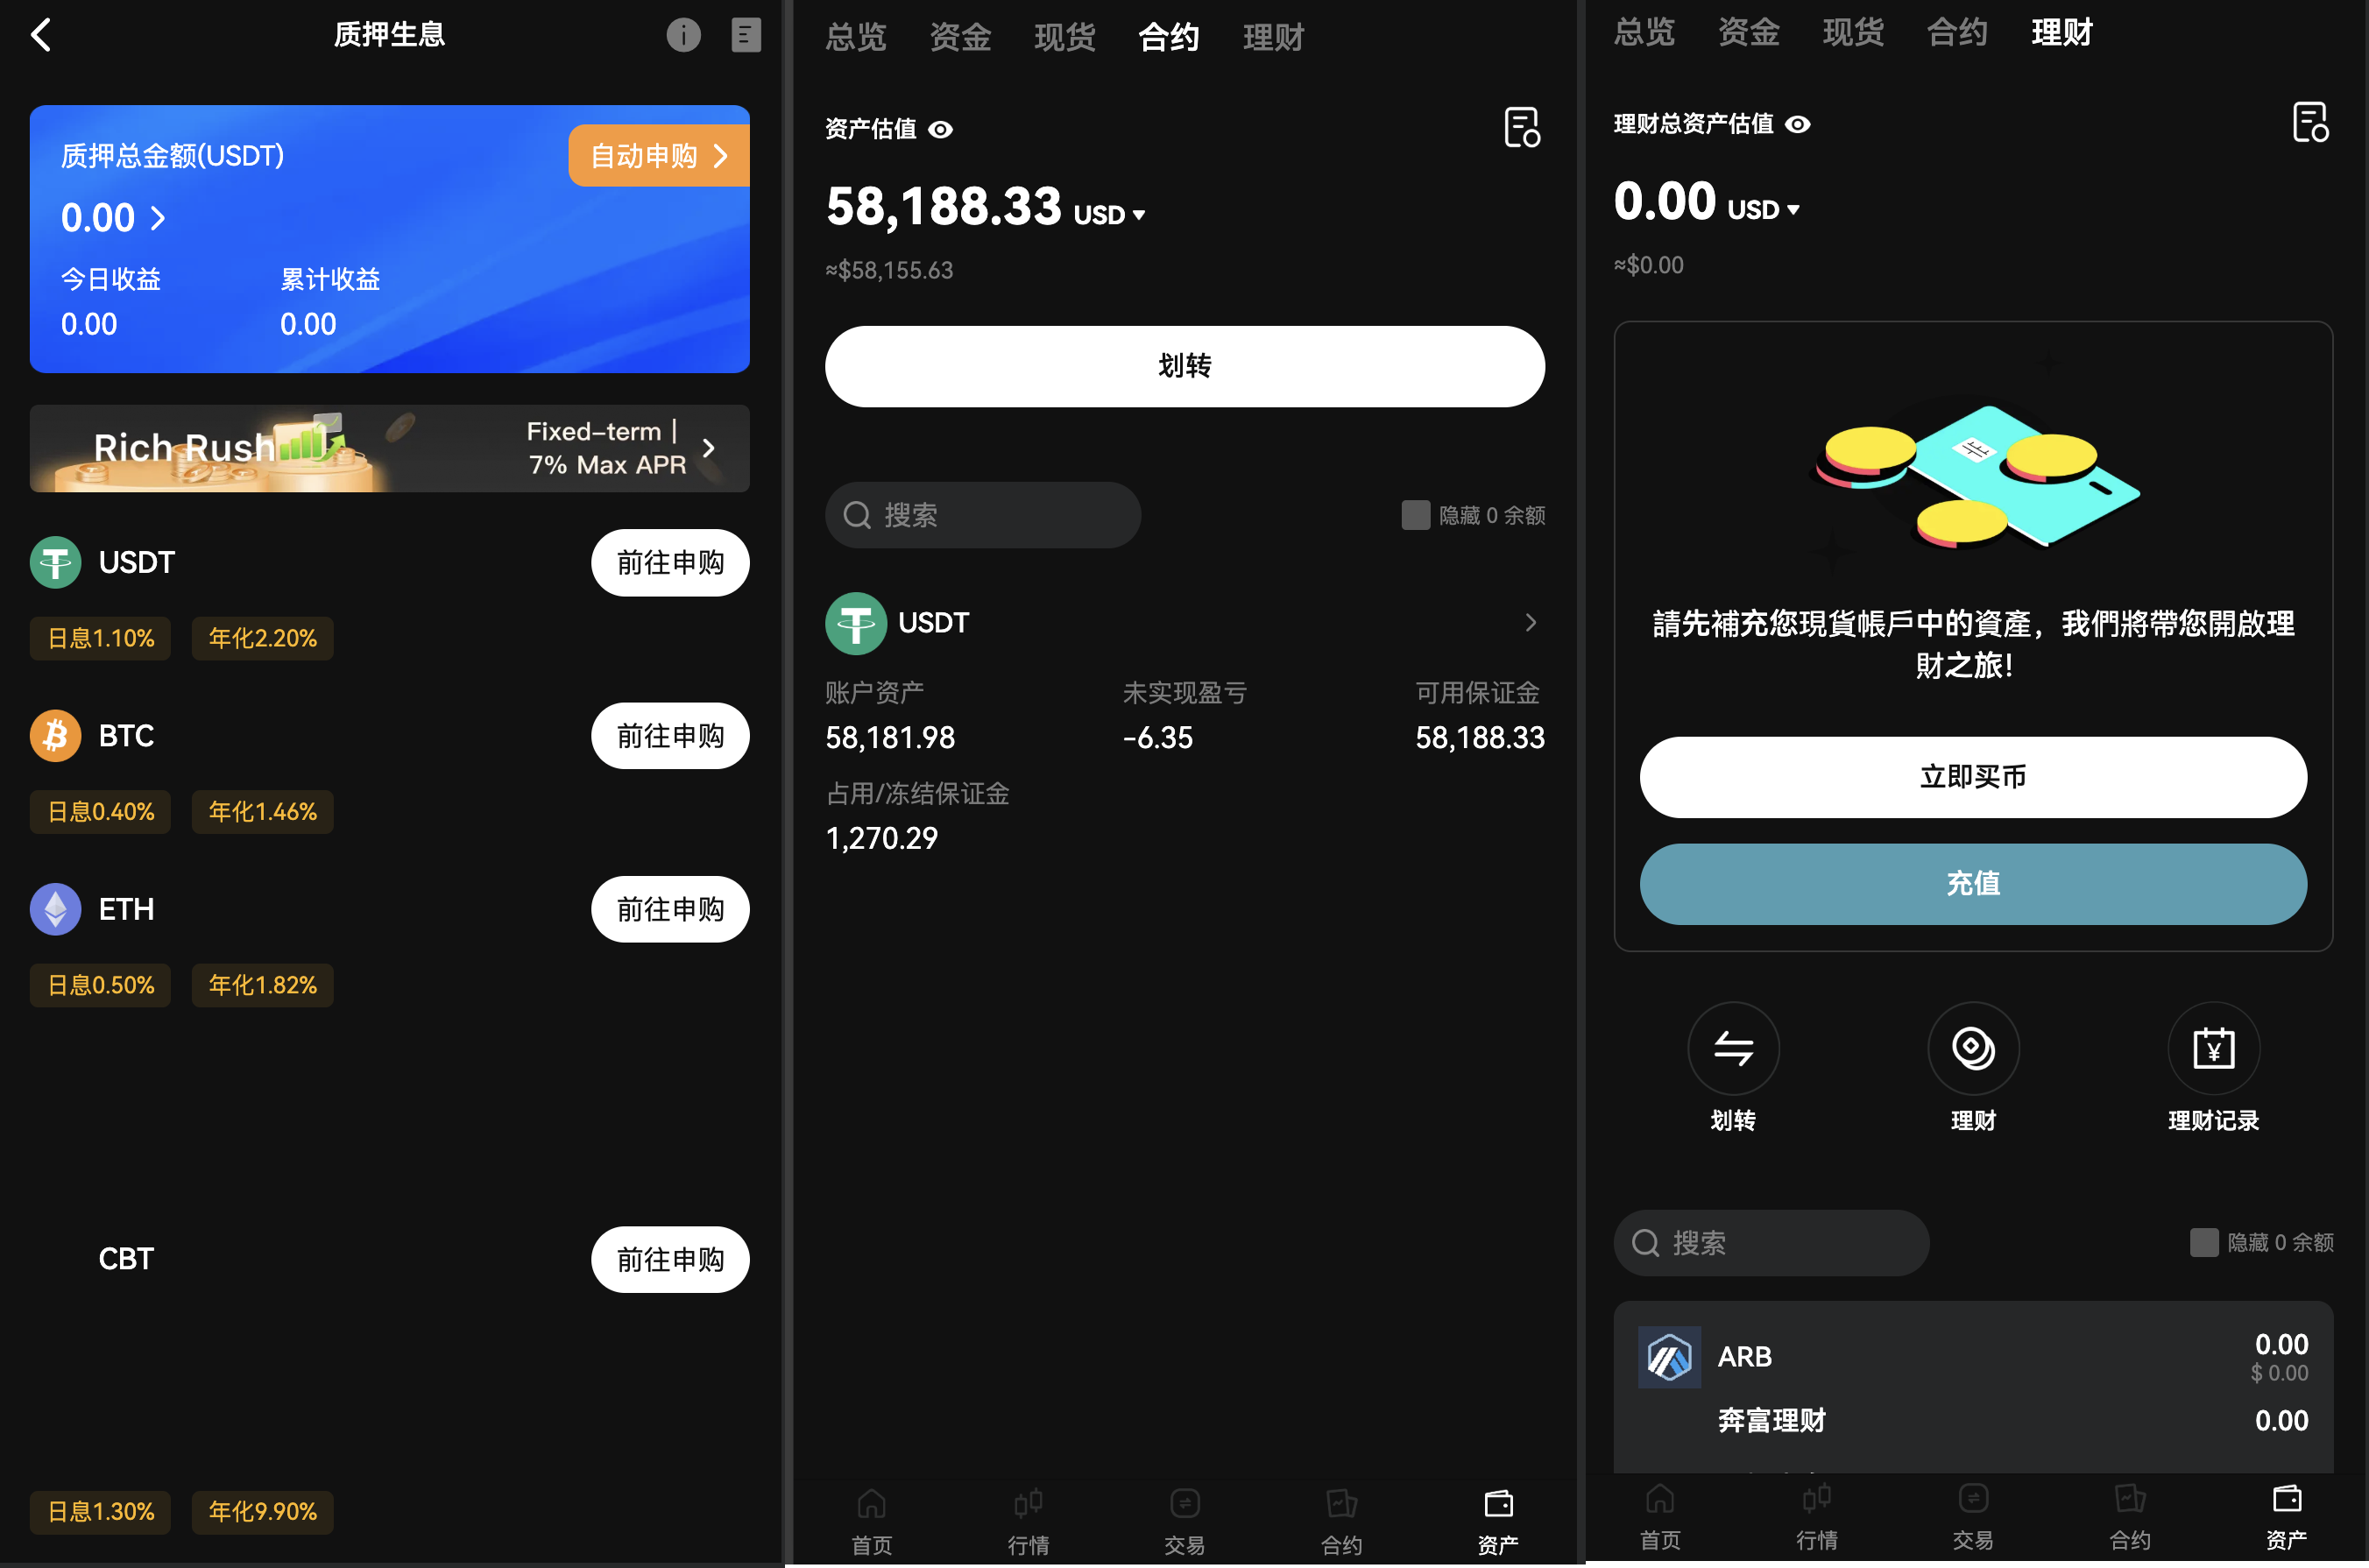 质押生息
质押总金额(USDT)
自动申购
0.00
今日收益 累计收益
0.00 0.00
Rich Rush
Fixed-term |
7% Max APR
USDT 前往申购
日息1.10% 年化2.20%
BTC 前往申购
日息0.40% 年化1.46%
ETH 前往申购
日息0.50% 年化1.82%
CBT 前往申购
日息1.30% 年化9.90%
总览 资金 现货 合约 理财
资产估值
58,188.33 USD
≈$58,155.63
划转
搜索 隐藏 0 余额
USDT
账户资产 未实现盈亏 可用保证金
58,181.98 -6.35 58,188.33
占用/冻结保证金
1,270.29
首页 行情 交易 合约 资产
总览 资金 现货 合约 理财
理财总资产估值
0.00 USD
≈$0.00
請先補充您現貨帳戶中的資產，我們將帶您開啟理
財之旅！
立即买币
充值
划转 理财 理财记录
搜索 隐藏 0 余额
ARB 0.00
$ 0.00
奔富理财 0.00
首页 行情 交易 合约 资产